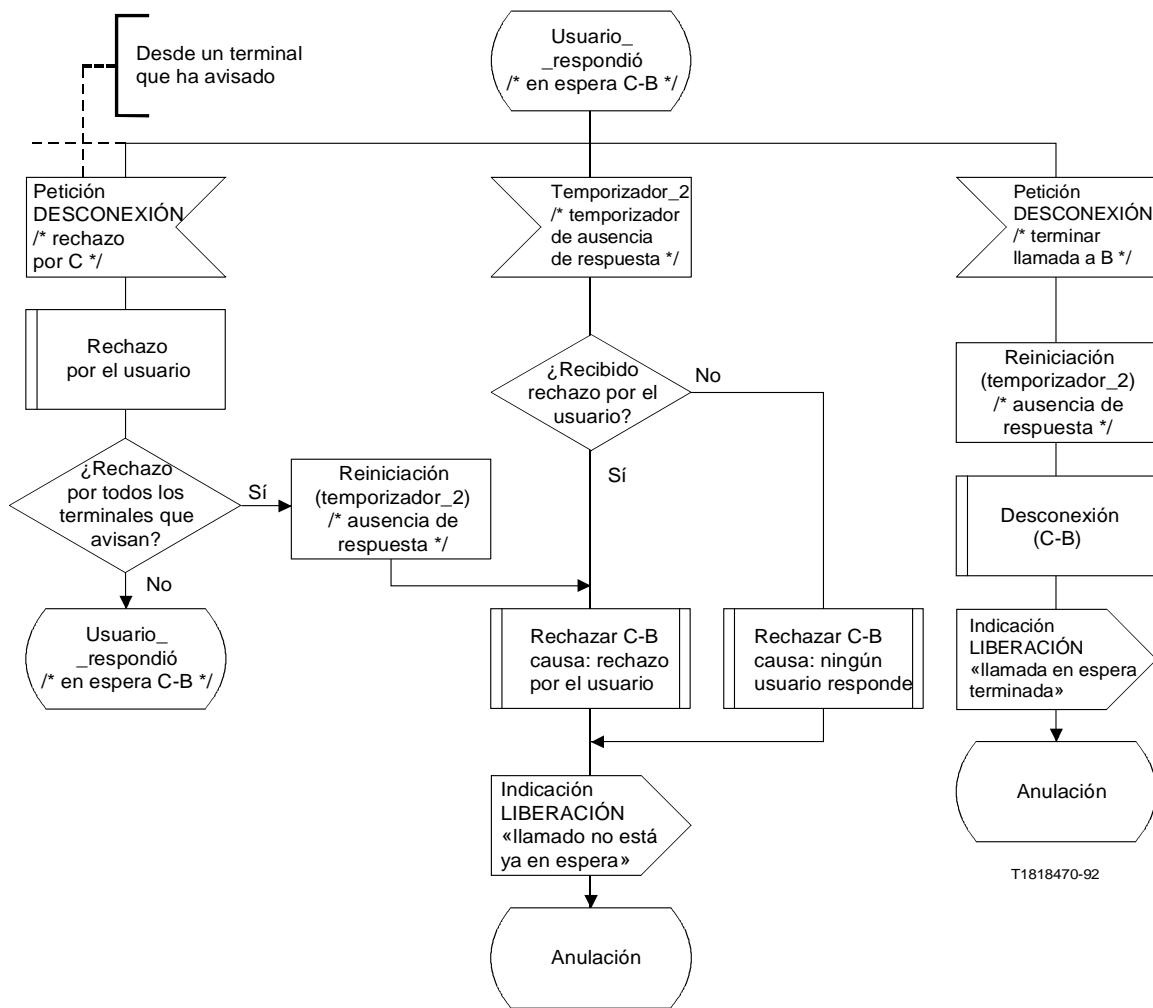 Desde un terminal
que ha avisado
Usuario_
_respondió
/* en espera C-B */
Petición
DESCONEXIÓN
/* rechazo
por C */
Temporizador_2
/* temporizador
de ausencia
de respuesta */
Petición
DESCONEXIÓN
/* terminar
llamada a B */
Rechazo
por el usuario
¿Recibido
rechazo por el
usuario?
No
Sí
Reiniciación
(temporizador_2)
/* ausencia de
respuesta */
¿Rechazo
por todos los
terminales que
avisan?
Sí
No
Reiniciación
(temporizador_2)
/* ausencia de
respuesta */
Desconexión
(C-B)
Usuario_
_respondió
/* en espera C-B */
Rechazar C-B
causa: rechazo
por el usuario
Rechazar C-B
causa: ningún
usuario responde
Indicación
LIBERACIÓN
«llamada en espera
terminada»
Indicación
LIBERACIÓN
«llamado no está
ya en espera»
Anulación
T1818470-92
Anulación